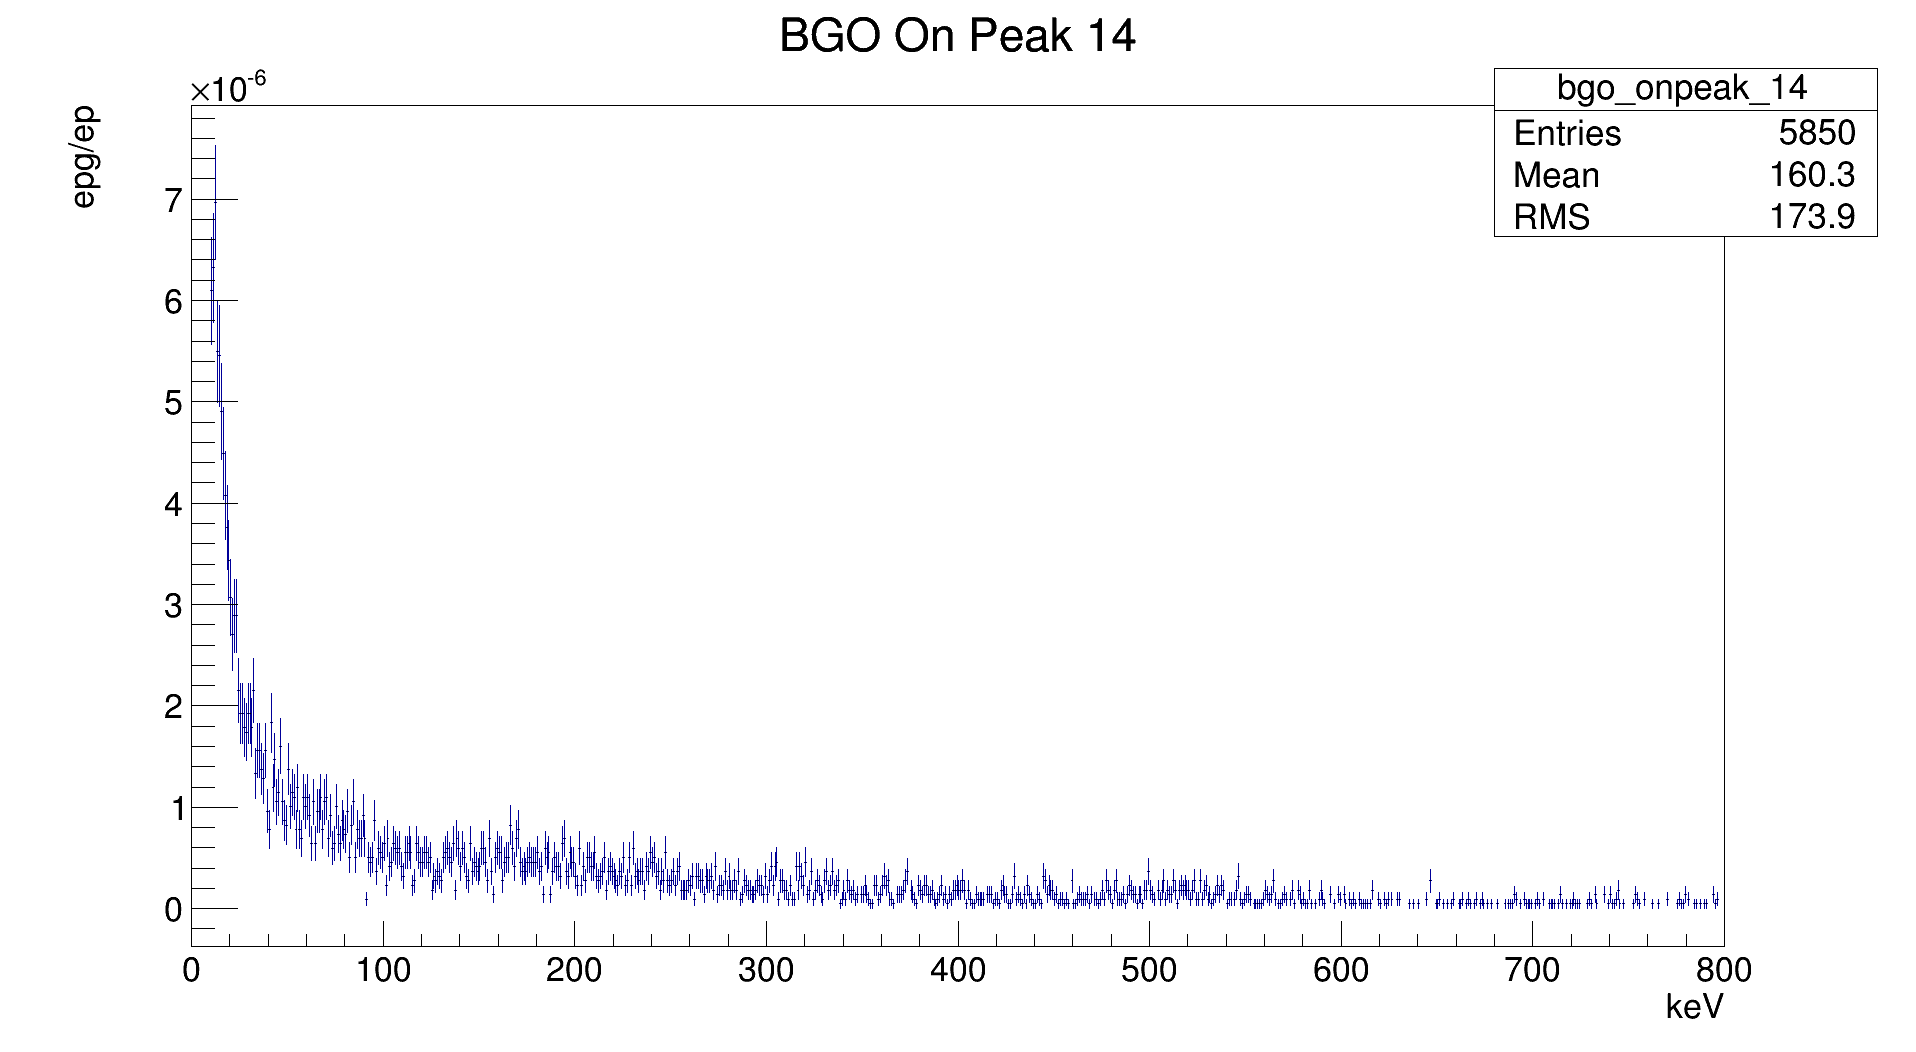 BGO On Peak 14
×10-6
epg/ep
bgo_onpeak_14
Entries 5850
Mean 160.3
RMS 173.9
7
6
5
4
3
2
1
0
0 100 200 300 400 500 600 700 800
keV